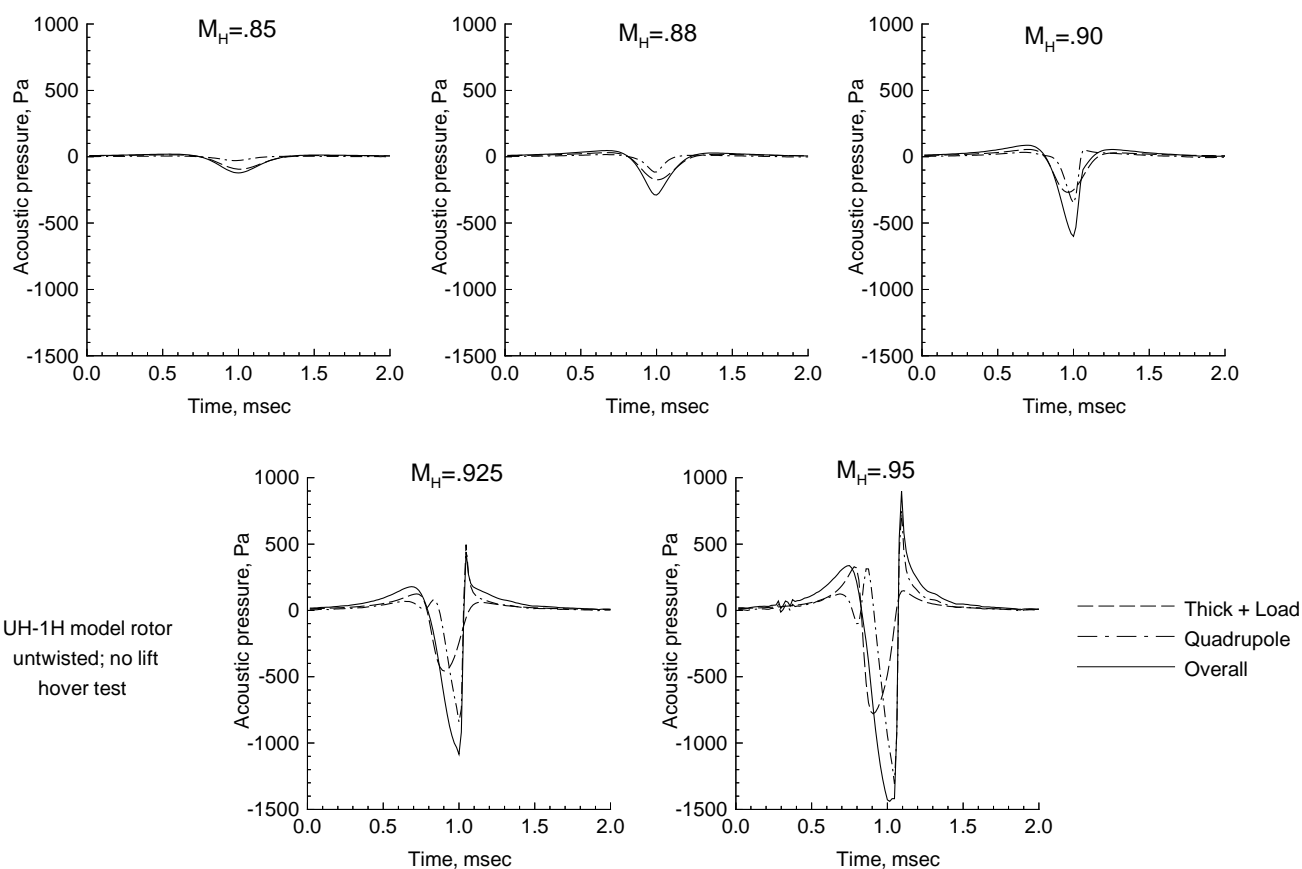 M_H=.85
1000
500
0
-500
-1000
-1500
Acoustic pressure, Pa
0.0 0.5 1.0 1.5 2.0
Time, msec
M_H=.88
1000
500
0
-500
-1000
-1500
Acoustic pressure, Pa
0.0 0.5 1.0 1.5 2.0
Time, msec
M_H=.90
1000
500
0
-500
-1000
-1500
Acoustic pressure, Pa
0.0 0.5 1.0 1.5 2.0
Time, msec
UH-1H model rotor
untwisted; no lift
hover test
M_H=.925
1000
500
0
-500
-1000
-1500
Acoustic pressure, Pa
0.0 0.5 1.0 1.5 2.0
Time, msec
M_H=.95
1000
500
0
-500
-1000
-1500
Acoustic pressure, Pa
0.0 0.5 1.0 1.5 2.0
Time, msec
Thick + Load
Quadrupole
Overall